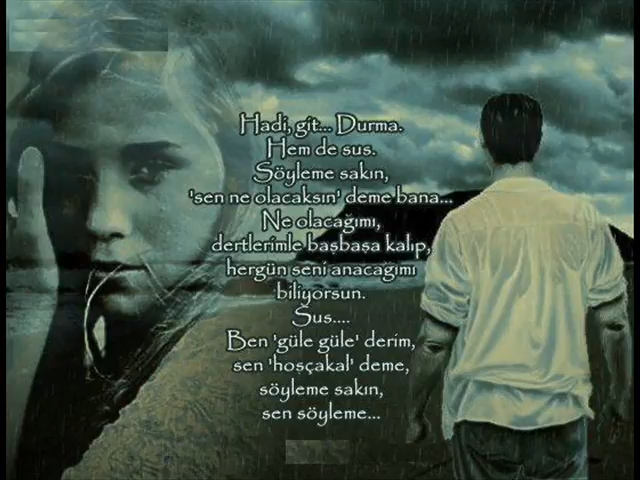 Hadi, git... Durma.
Hem de sus.
Söyleme sakın,
'sen ne olacaksın' deme bana...
Ne olacağımı,
dertlerimle başbaşa kalıp,
hergün seni anacağımı
biliyorsun.
Sus....
Ben 'güle güle' derim,
sen 'hoşçakal' deme,
söyleme sakın,
sen söyleme...